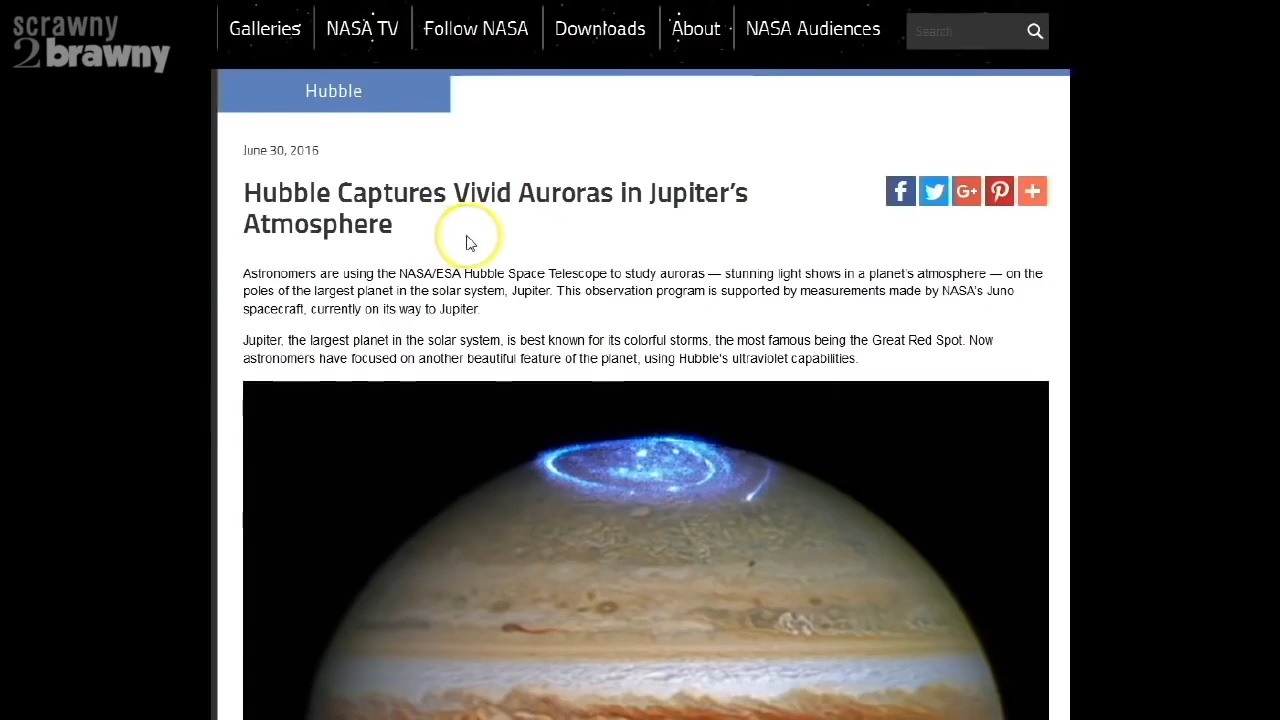 scrawny
2brawny
Galleries
NASA TV
Follow NASA
Downloads
About
NASA Audiences
Search
Hubble
June 30, 2016
Hubble Captures Vivid Auroras in Jupiter's
Atmosphere
Astronomers are using the NASA/ESA Hubble Space Telescope to study auroras — stunning light shows in a planet's atmosphere — on the
poles of the largest planet in the solar system, Jupiter. This observation program is supported by measurements made by NASA's Juno
spacecraft, currently on its way to Jupiter.
Jupiter, the largest planet in the solar system, is best known for its colorful storms, the most famous being the Great Red Spot. Now
astronomers have focused on another beautiful feature of the planet, using Hubble's ultraviolet capabilities.